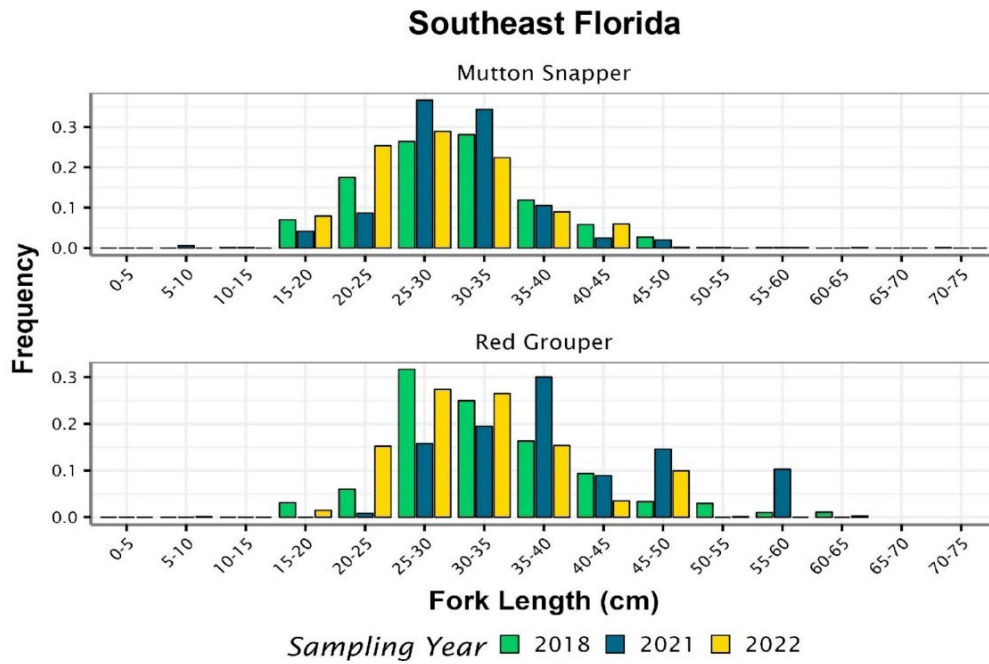 Southeast Florida
Mutton Snapper
0.3
0.2
0.1
0.0
0-5 5-10 10-15 15-20 20-25 25-30 30-35 35-40 40-45 45-50 50-55 55-60 60-65 65-70 70-75
Frequency
Red Grouper
0.3
0.2
0.1
0.0
0-5 5-10 10-15 15-20 20-25 25-30 30-35 35-40 40-45 45-50 50-55 55-60 60-65 65-70 70-75
Fork Length (cm)
Sampling Year 2018 2021 2022